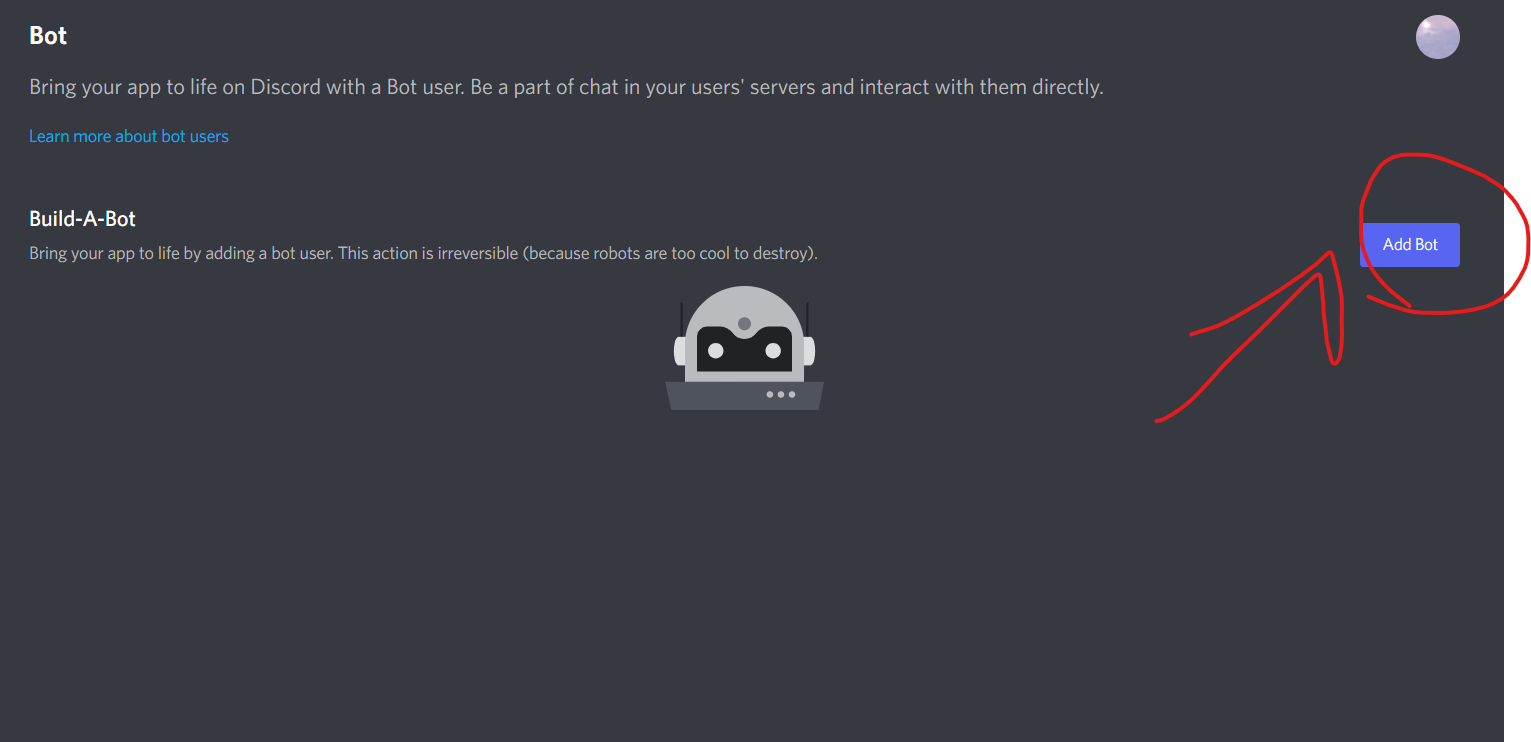 Bot
Bring your app to life on Discord with a Bot user. Be a part of chat in your users' servers and interact with them directly.
Learn more about bot users
Build-A-Bot
Bring your app to life by adding a bot user. This action is irreversible (because robots are too cool to destroy).
Add Bot